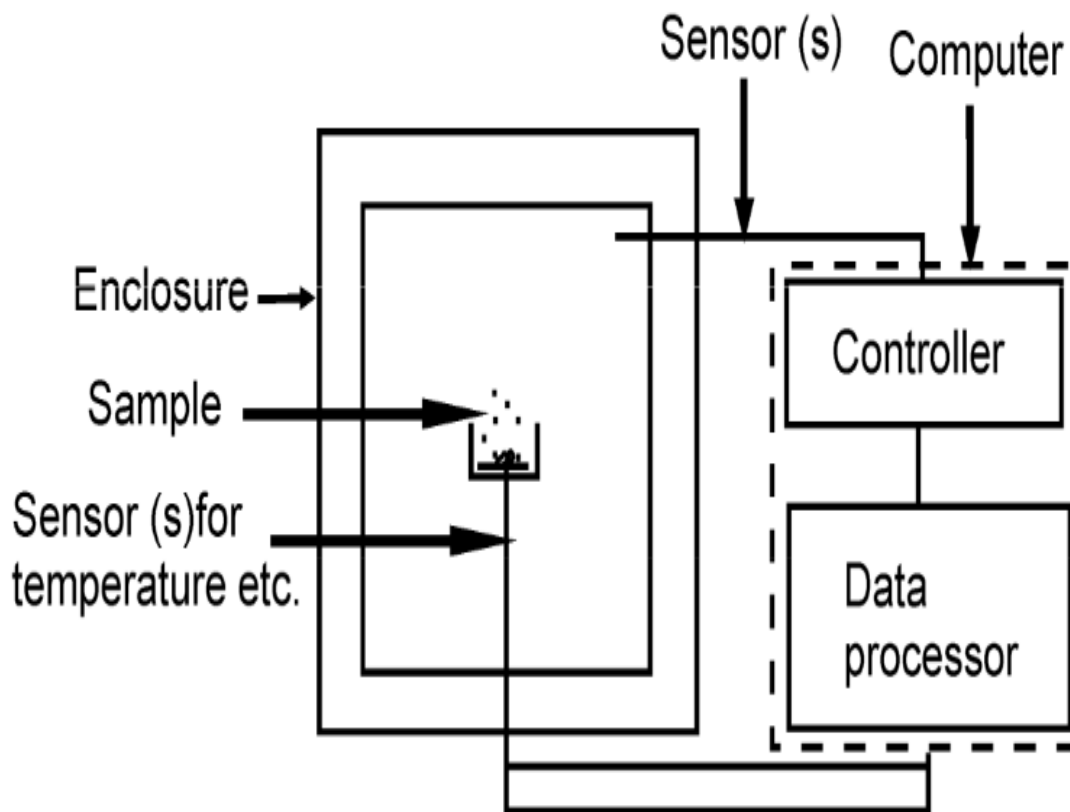 Sensor (s)
Computer
Enclosure
Controller
Sample
Sensor (s)for
temperature etc.
Data
processor